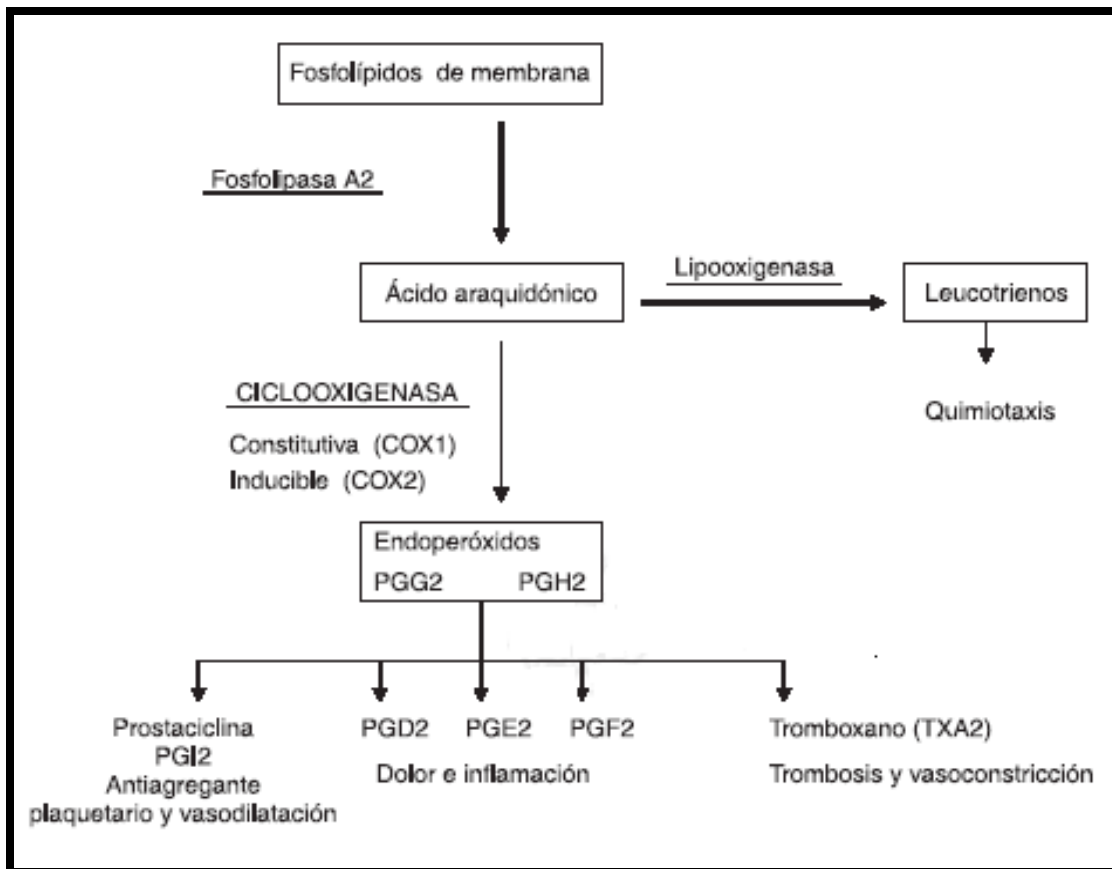 Fosfolípidos de membrana
Fosfolipasa A2
Ácido araquidónico
Lipooxigenasa
Leucotrienos
Quimiotaxis
CICLOOXIGENASA
Constitutiva (COX1)
Inducible (COX2)
Endoperóxidos
PGG2 PGH2
Prostaciclina
PGI2
Antiagregante
plaquetario y vasodilatación
PGD2 PGE2 PGF2
Dolor e inflamación
Tromboxano (TXA2)
Trombosis y vasoconstricción